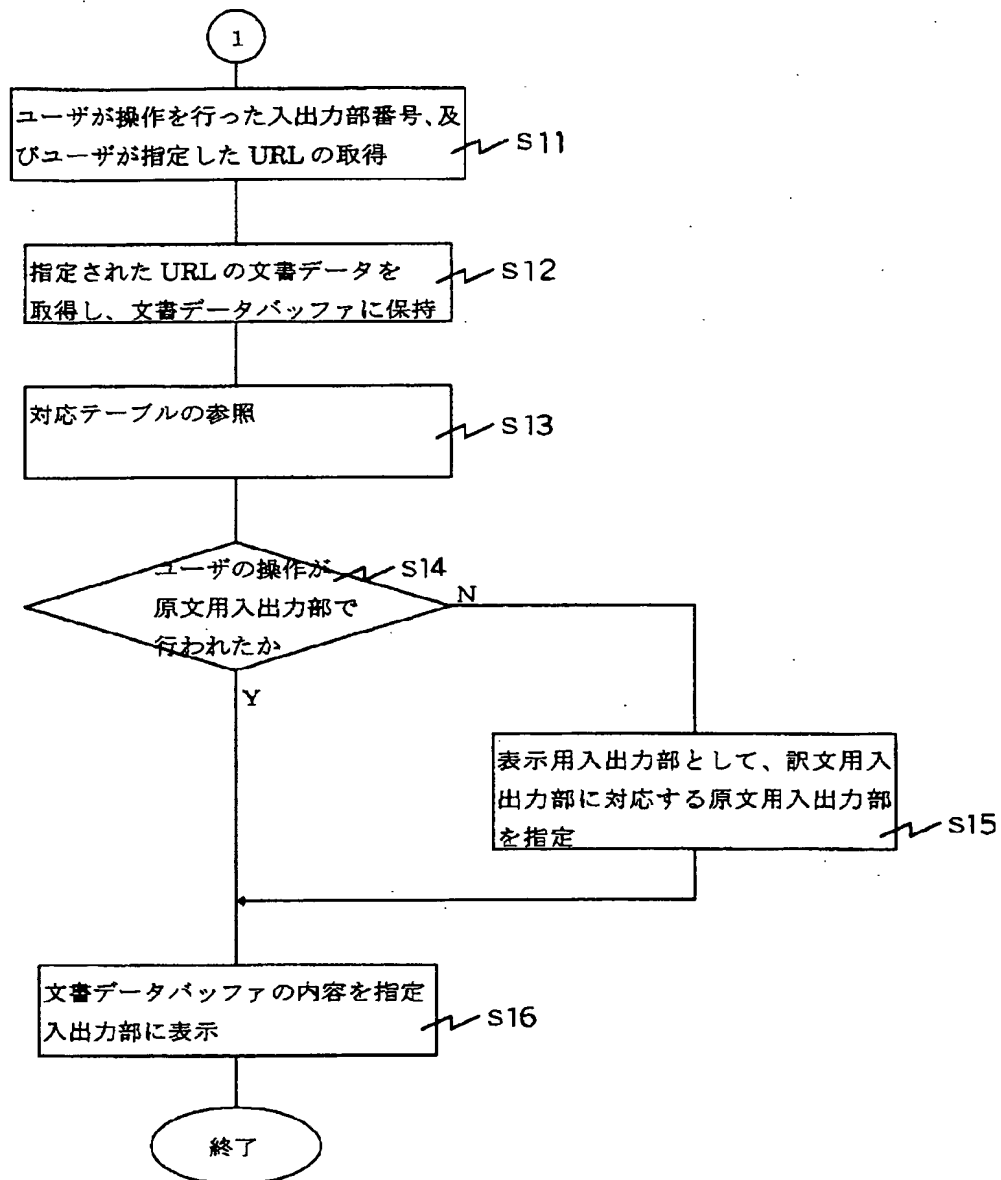 1
ユーザが操作を行った入出力部番号、及
びユーザが指定した URL の取得
S11
指定された URL の文書データを
取得し、文書データバッファに保持
S12
対応テーブルの参照
S13
ユーザの操作が
原文用入出力部で
行われたか
S14
N
Y
表示用入出力部として、訳文用入
出力部に対応する原文用入出力部
を指定
S15
文書データバッファの内容を指定
入出力部に表示
S16
終了